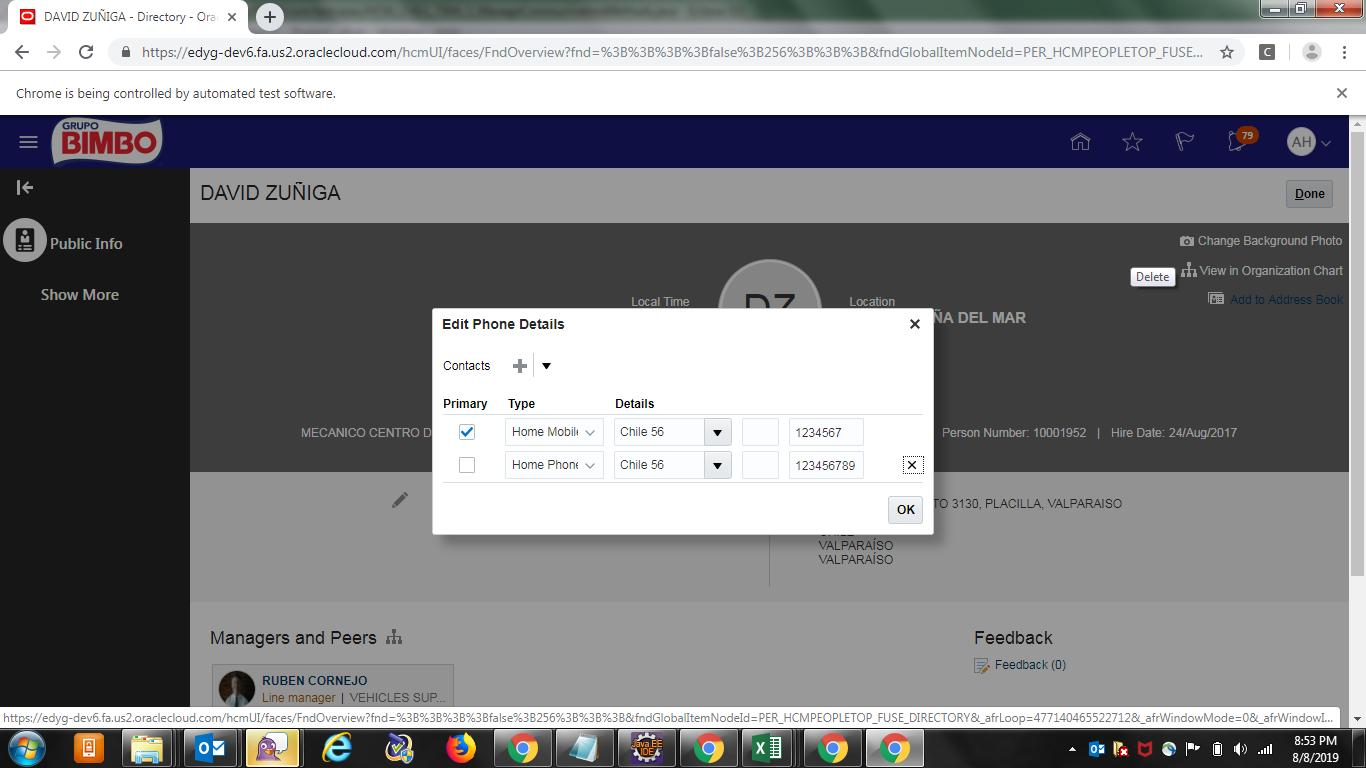 DAVID ZUÑIGA - Directory - Ora
https://edyg-dev6.fa.us2.oraclecloud.com/hcmUI/faces/FndOverview?fnd=%3B%3B%3B%3Bfalse%3B256%3B%3B%3B&fndGlobalItemNodeId=PER_HCMPEOPLETOP_FUSE_...
Chrome is being controlled by automated test software.
GRUPO
BIMBO
79
AH
DAVID ZUÑIGA
Done
Public Info
Show More
Change Background Photo
View in Organization Chart
Delete
Add to Address Book
Local Time
DZ
Location
ÑA DEL MAR
Edit Phone Details
Contacts
Primary Type Details
Home Mobile Chile 56 1234567
Home Phone Chile 56 123456789
OK
MECANICO CENTRO D
Person Number: 10001952 | Hire Date: 24/Aug/2017
TO 3130, PLACILLA, VALPARAISO
CHILE
VALPARAÍSO
VALPARAÍSO
Managers and Peers
RUBEN CORNEJO
Line manager | VEHICLES SUP...
Feedback
Feedback (0)
https://edyg-dev6.fa.us2.oraclecloud.com/hcmUI/faces/FndOverview?fnd=%3B%3B%3B%3Bfalse%3B256%3B%3B%3B&fndGlobalItemNodeId=PER_HCMPEOPLETOP_FUSE_DIRECTORY&_afrLoop=477140465522712&_afrWindowMode=0&_afrWindowI...
Java EE
IDE
8:53 PM
8/8/2019